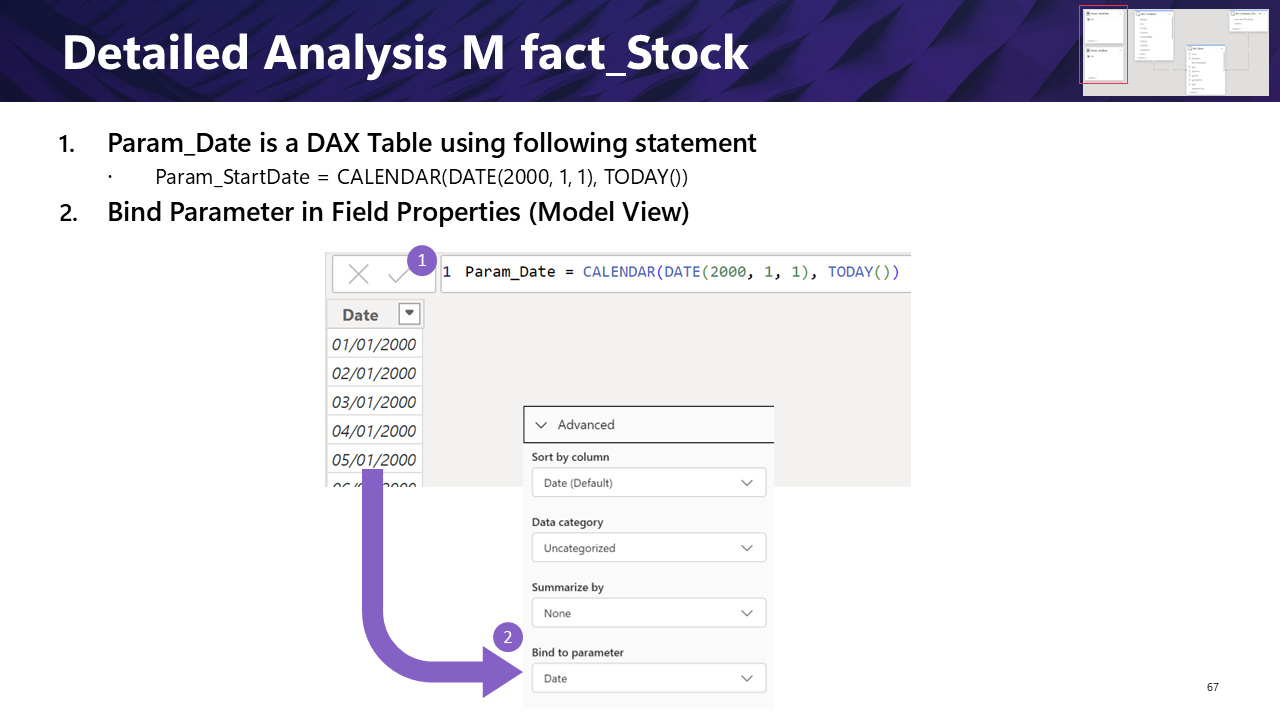 Detailed Analysis M fact_Stock
1. Param_Date is a DAX Table using following statement
· Param_StartDate = CALENDAR(DATE(2000, 1, 1), TODAY())
2. Bind Parameter in Field Properties (Model View)
1
1 Param_Date = CALENDAR(DATE(2000, 1, 1), TODAY())
Date
01/01/2000
02/01/2000
03/01/2000
04/01/2000
05/01/2000
Advanced
Sort by column
Date (Default)
Data category
Uncategorized
Summarize by
None
2
Bind to parameter
Date
67